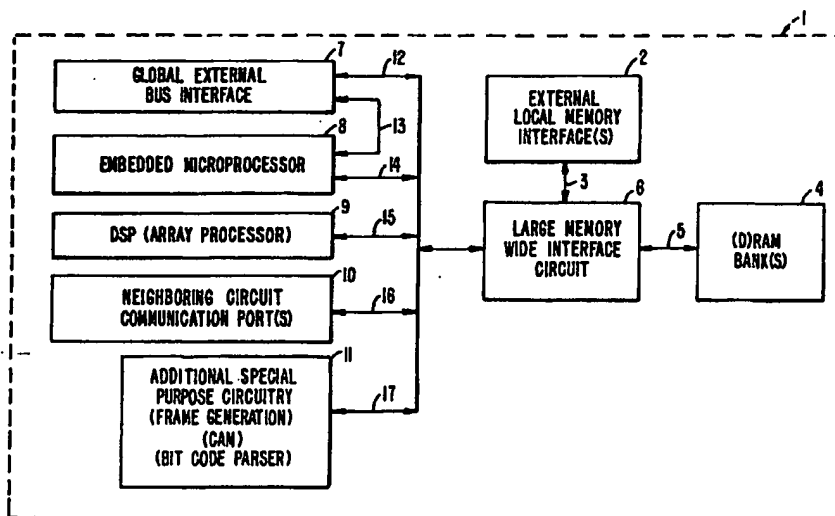 1
7
GLOBAL EXTERNAL
BUS INTERFACE
12
13
8
EMBEDDED MICROPROCESSOR
14
9
DSP (ARRAY PROCESSOR)
15
10
NEIGHBORING CIRCUIT
COMMUNICATION PORT(S)
16
11
ADDITIONAL SPECIAL
PURPOSE CIRCUITRY
(FRAME GENERATION)
(CAM)
(BIT CODE PARSER)
17
2
EXTERNAL
LOCAL MEMORY
INTERFACE(S)
3
6
LARGE MEMORY
WIDE INTERFACE
CIRCUIT
5
4
(D)RAM
BANK(S)